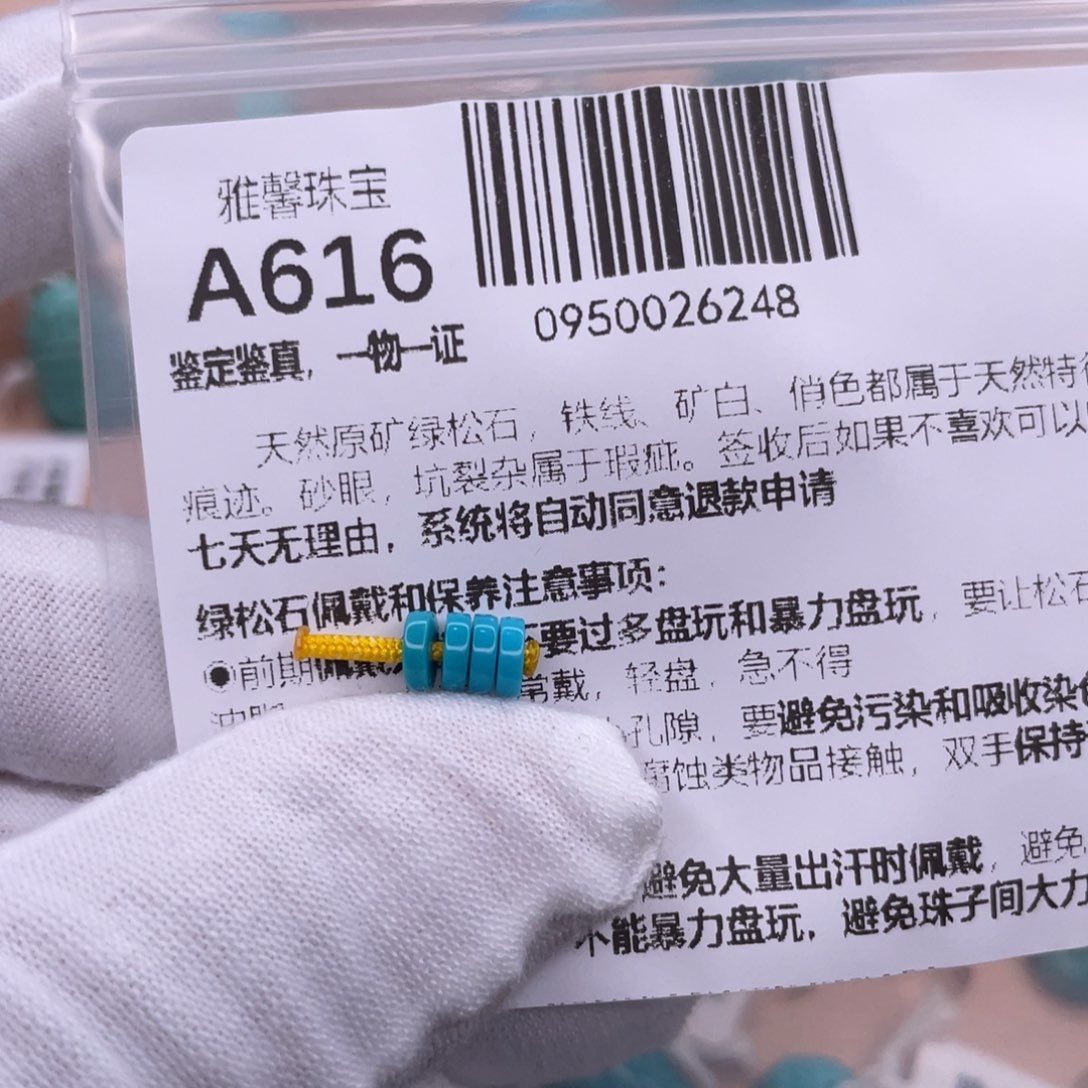 雅馨珠宝
A616
0950026248
鉴定鉴真，一物一证
天然原矿绿松石，铁线、矿白、俏色都属于天然特征
痕迹。砂眼，坑裂杂属于瑕疵。签收后如果不喜欢可以
七天无理由，系统将自动同意退款申请
绿松石佩戴和保养注意事项：
●前期佩戴 要过多盘玩和暴力盘玩，要让松石
常戴，轻盘，急不得
孔隙，要避免污染和吸收染色
腐蚀类物品接触，双手保持
避免大量出汗时佩戴，避免
不能暴力盘玩，避免珠子间大力